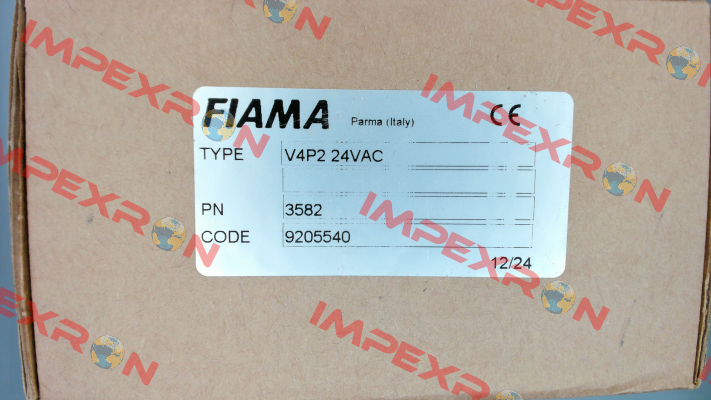 IMPEXRON
IMPEXRON
FIAMA Parma (Italy) CE
TYPE V4P2 24VAC
PN 3582
CODE 9205540
12/24
IMPEXRON
IMPEXRON
IMPEXRON
IMPEXRON
IMPEXRON